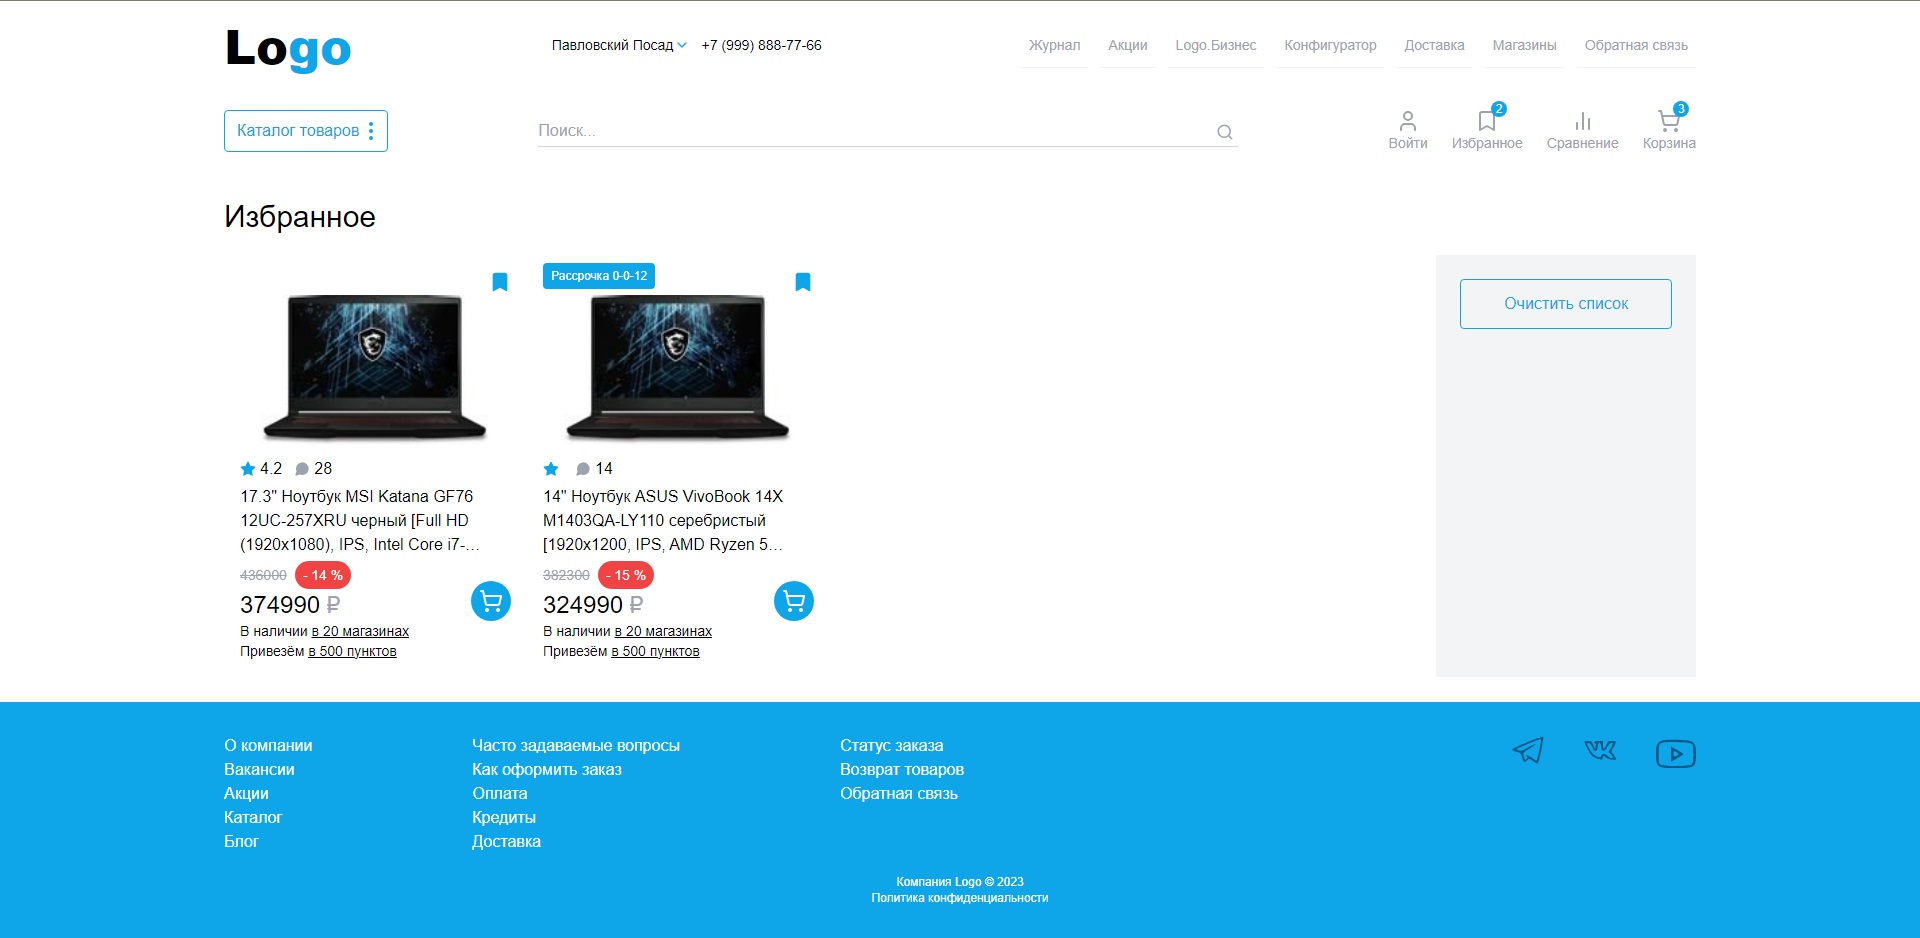 Logo
Павловский Посад
+7 (999) 888-77-66
Журнал
Акции
Logo.Бизнес
Конфигуратор
Доставка
Магазины
Обратная связь
Каталог товаров
Поиск...
Войти
2
Избранное
Сравнение
3
Корзина
Избранное
4.2
28
17.3" Ноутбук MSI Katana GF76
12UC-257XRU черный [Full HD
(1920x1080), IPS, Intel Core i7-...
436000
- 14 %
374990 ₽
В наличии в 20 магазинах
Привезём в 500 пунктов
Рассрочка 0-0-12
14
14" Ноутбук ASUS VivoBook 14X
M1403QA-LY110 серебристый
[1920x1200, IPS, AMD Ryzen 5...
382300
- 15 %
324990 ₽
В наличии в 20 магазинах
Привезём в 500 пунктов
Очистить список
О компании
Вакансии
Акции
Каталог
Блог
Часто задаваемые вопросы
Как оформить заказ
Оплата
Кредиты
Доставка
Статус заказа
Возврат товаров
Обратная связь
Компания Logo © 2023
Политика конфиденциальности